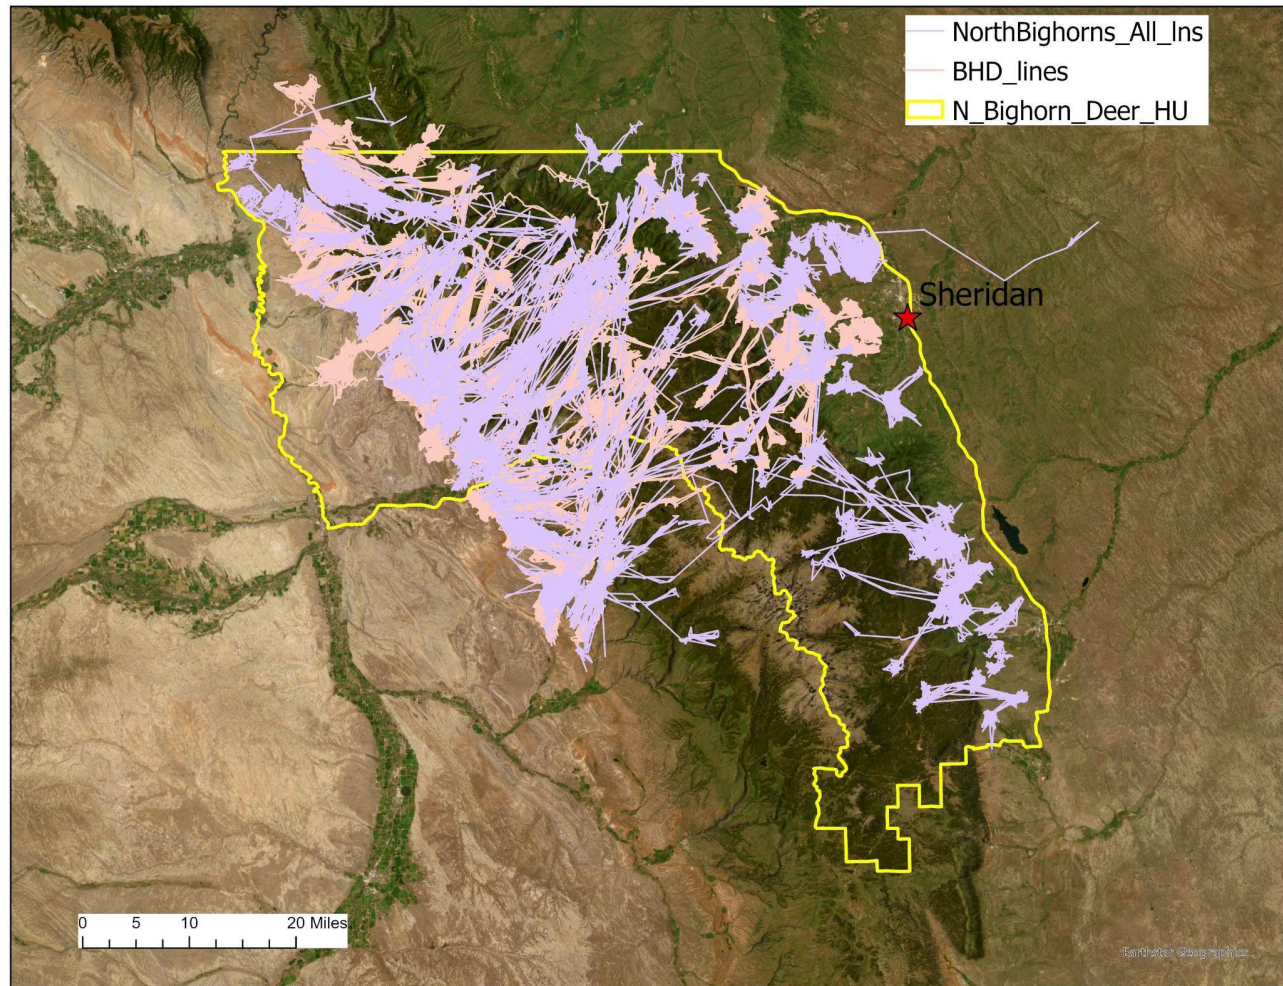 NorthBighorns_All_lns
BHD_lines
N_Bighorn_Deer_HU
Sheridan
0 5 10 20 Miles
Earthstar Geographics